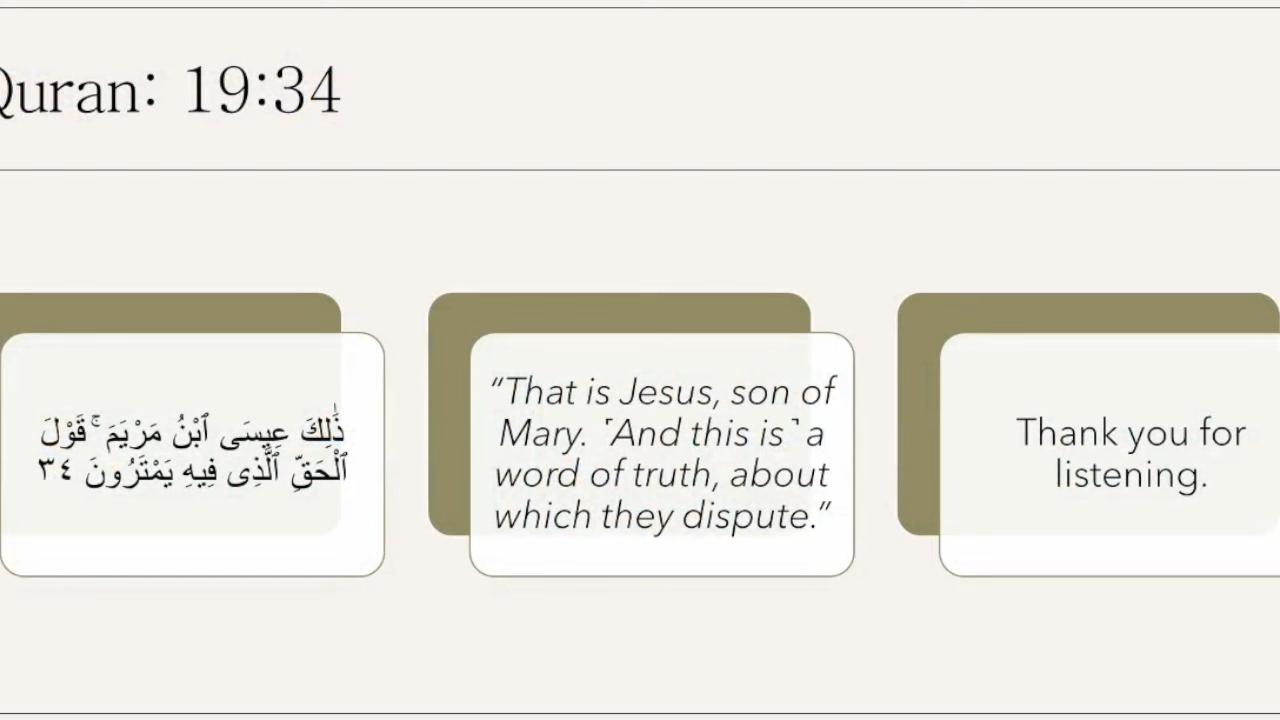 Quran: 19:34
ذَٰلِكَ عِيسَى ٱبْنُ مَرْيَمَ ۚ قَوْلَ
ٱلْحَقِّ ٱلَّذِى فِيهِ يَمْتَرُونَ ٣٤
“That is Jesus, son of
Mary. ˹And this is˺ a
word of truth, about
which they dispute.”
Thank you for
listening.